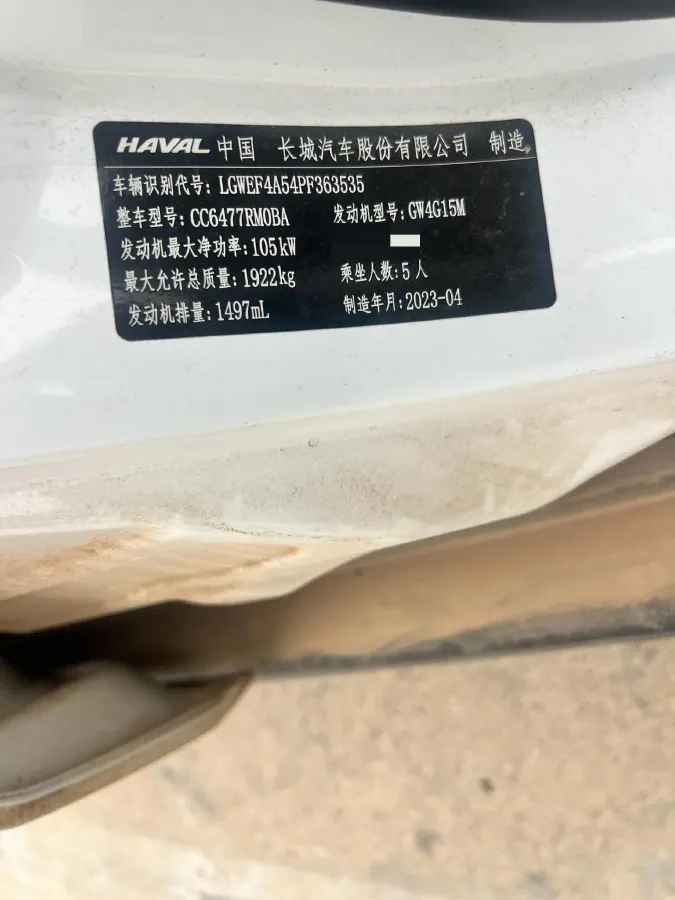 HAVAL 中国 长城汽车股份有限公司 制造
车辆识别代号: LGWEF4A54PF363535
整车型号: CC6477RM0BA 发动机型号: GW4G15M
发动机最大净功率: 105kW
最大允许总质量: 1922kg 乘坐人数: 5 人
发动机排量: 1497mL 制造年月: 2023-04